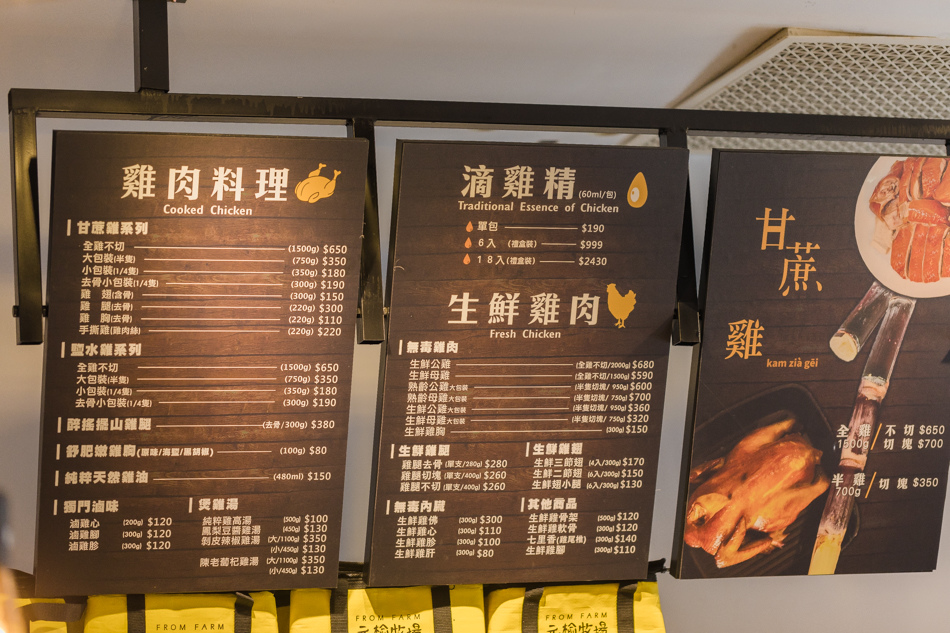 雞肉料理
Cooked Chicken
甘蔗雞系列
全雞不切 (1500g) $650
大包裝(半隻) (750g) $350
小包裝(1/4隻) (350g) $180
去骨小包裝(1/4隻) (300g) $190
雞 翅(含骨) (300g) $150
雞 腿(去骨) (220g) $300
雞 胸(去骨) (220g) $110
手撕雞(雞肉絲) (220g) $220
鹽水雞系列
全雞不切 (1500g) $650
大包裝(半隻) (750g) $350
小包裝(1/4隻) (350g) $180
去骨小包裝(1/4隻) (300g) $190
醉搖搖山雞腿 (去骨/300g) $380
舒肥嫩雞胸(原味/海鹽/黑胡椒) (100g) $80
純粹天然雞油 (480ml) $150
獨門滷味
滷雞心 (200g) $120
滷雞腳 (300g) $120
滷雞胗 (300g) $120
煲雞湯
純粹雞高湯 (500g) $100
鳳梨豆醬雞湯 (450g) $130
剝皮辣椒雞湯 (大/1100g) $350
(小/450g) $130
陳老菊杞雞湯 (大/1100g) $350
(小/450g) $130
滴雞精(60ml/包)
Traditional Essence of Chicken
單包 $190
6入 (禮盒裝) $999
18入(禮盒裝) $2430
生鮮雞肉
Fresh Chicken
無毒雞肉
生鮮公雞 (全雞不切/2000g) $680
生鮮母雞 (全雞不切/1500g) $590
熟齡公雞大包裝 (半隻切塊/ 950g) $600
熟齡母雞大包裝 (半隻切塊/ 750g) $700
生鮮公雞大包裝 (半隻切塊/ 950g) $360
生鮮母雞大包裝 (半隻切塊/ 750g) $320
生鮮雞胸 (300g) $150
生鮮雞腿
雞腿去骨(單支/280g) $280
雞腿切塊(單支/400g) $260
雞腿不切(單支/400g) $260
生鮮雞翅
生鮮三節翅 (4入/300g) $170
生鮮二節翅 (6入/300g) $150
生鮮翅小腿 (6入/300g) $130
無毒內臟
生鮮雞佛 (300g) $300
生鮮雞心 (300g) $110
生鮮雞胗 (300g) $100
生鮮雞肝 (300g) $80
其他商品
生鮮雞骨架 (500g) $120
生鮮雞軟骨 (300g) $120
七里香(雞尾椎) (300g) $140
生鮮雞腳 (300g) $110
甘
蔗
雞
kam zià gěi
全雞 1500g / 不切 $650
切塊 $700
半雞 700g / 切塊 $350
FROM FARM
FROM FARM
元榆牧場
FROM FARM
元榆牧場